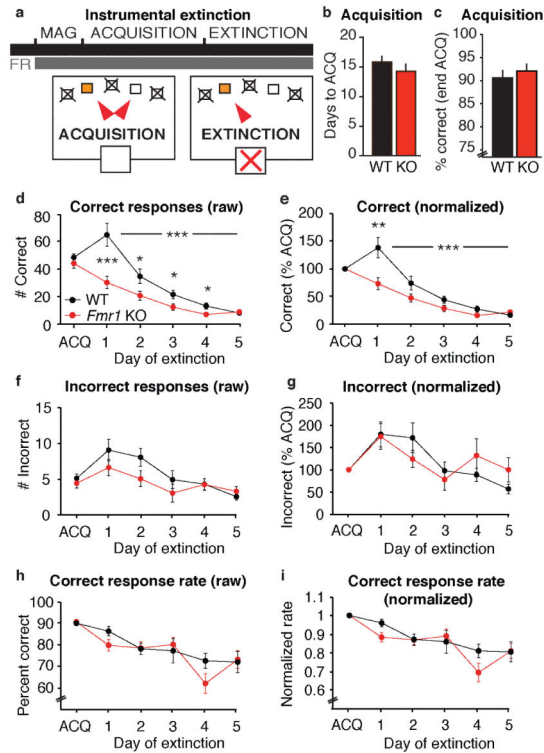 a
Instrumental extinction
MAG ACQUISITION EXTINCTION
FR
ACQUISITION
EXTINCTION
b
Acquisition
Days to ACQ
20
15
10
5
0
WT KO
c
Acquisition
% correct (end ACQ)
100
95
90
85
80
75
WT KO
d
Correct responses (raw)
# Correct
80
60
40
20
0
***
***
*
*
*
WT
Fmr1 KO
ACQ 1 2 3 4 5
Day of extinction
e
Correct (normalized)
Correct (% ACQ)
200
150
100
50
0
**
***
ACQ 1 2 3 4 5
Day of extinction
f
Incorrect responses (raw)
# Incorrect
15
10
5
0
ACQ 1 2 3 4 5
Day of extinction
g
Incorrect (normalized)
Incorrect (% ACQ)
250
200
150
100
50
0
ACQ 1 2 3 4 5
Day of extinction
h
Correct response rate (raw)
Percent correct
100
90
80
70
60
ACQ 1 2 3 4 5
Day of extinction
i
Correct response rate
(normalized)
Normalized rate
1.1
1
0.9
0.8
0.7
0.6
ACQ 1 2 3 4 5
Day of extinction